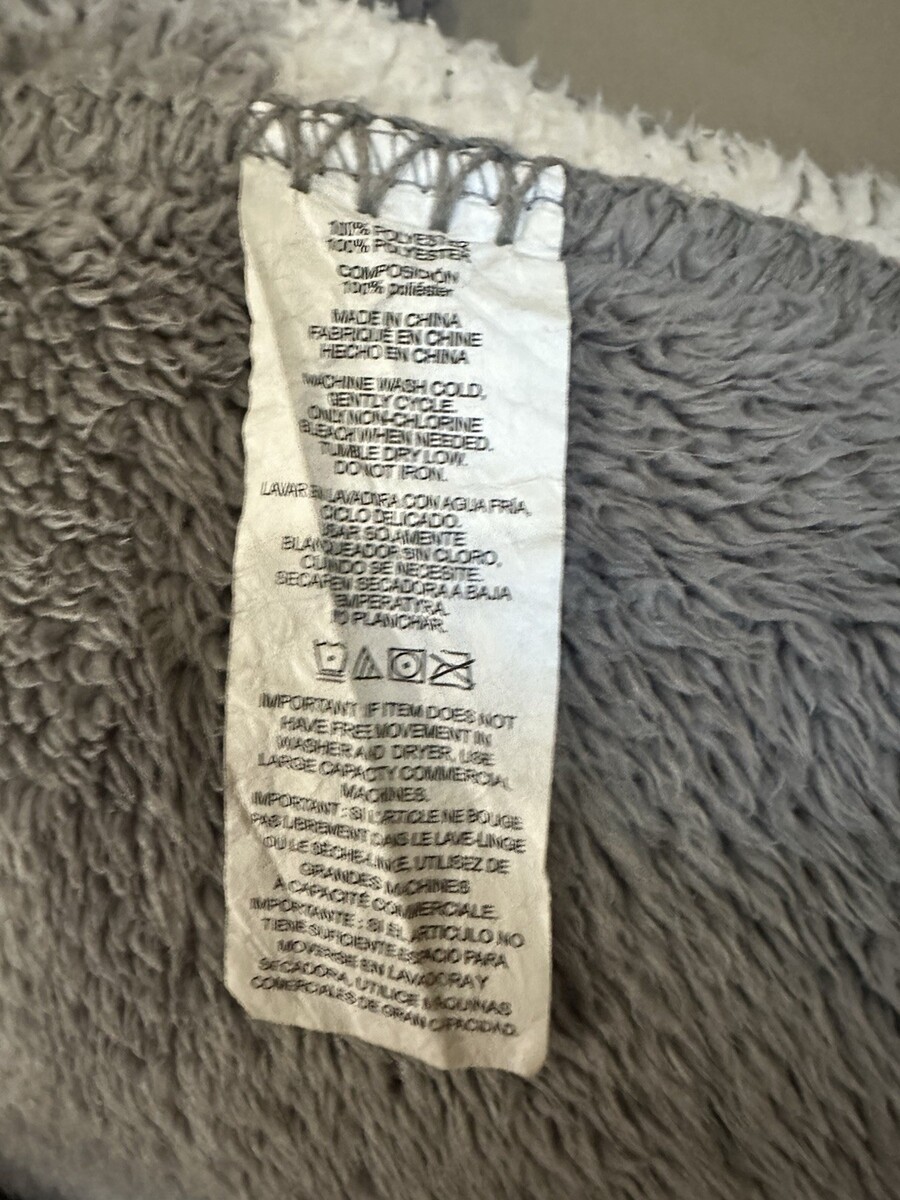 100% POLYESTER
100% POLYESTER
COMPOSICIÓN
100% poliéster
MADE IN CHINA
FABRIQUÉ EN CHINE
HECHO EN CHINA
MACHINE WASH COLD,
GENTLY CYCLE.
ONLY NON-CHLORINE
BLEACH WHEN NEEDED.
TUMBLE DRY LOW.
DO NOT IRON.
LAVAR EN LAVADIRA CON AGUA FRÍA,
CICLO DELICADO.
USAR SOLAMENTE
BLANQUEADOR SIN CLORO,
CUANDO SE NECESITE.
SECAR EN SECADORA A BAJA
TEMPERATYRA.
NO PLANCHAR.
IMPORTANT IF ITEM DOES NOT
HAVE FREE MOVEMENT IN
WASHER AND DRYER, USE
LARGE CAPACITY COMMERCIAL
MACHINES.
IMPORTANT : SI L'ARTICLE NE BOUGE
PAS LIBREMENT DANS LE LAVE-LINGE
OU LE SÈCHE-LINGE, UTILISEZ DE
GRANDES MACHINES
À CAPACITÉ COMMERCIALE,
IMPORTANTE : SI EL ARTICULO NO
TIENE SUFICIENTE ESPACIO PARA
MOVERSE EN LAVADORA Y
SECADORA, UTILICE MÁQUINAS
COMERCIALES DE GRAN CAPACIDAD.